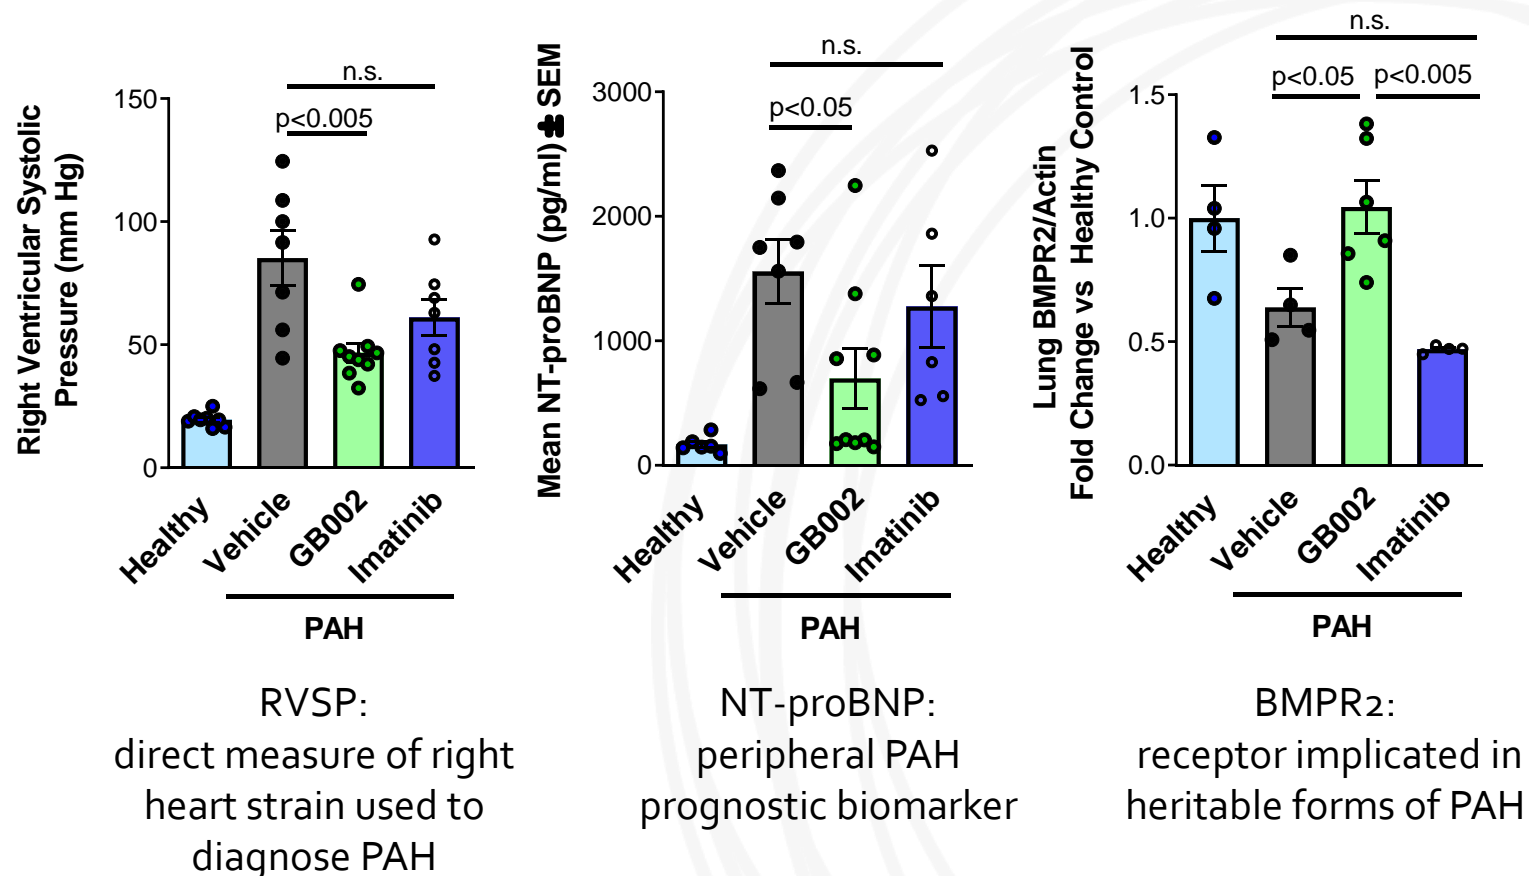 Right Ventricular Systolic
Pressure (mm Hg)
150
100
50
0
n.s.
p<0.005
Healthy
Vehicle
GB002
Imatinib
PAH
RVSP:
direct measure of right
heart strain used to
diagnose PAH
Mean NT-proBNP (pg/ml) ± SEM
3000
2000
1000
0
n.s.
p<0.05
Healthy
Vehicle
GB002
Imatinib
PAH
NT-proBNP:
peripheral PAH
prognostic biomarker
Lung BMPR2/Actin
Fold Change vs Healthy Control
1.5
1.0
0.5
0.0
n.s.
p<0.05
p<0.005
Healthy
Vehicle
GB002
Imatinib
PAH
BMPR2:
receptor implicated in
heritable forms of PAH